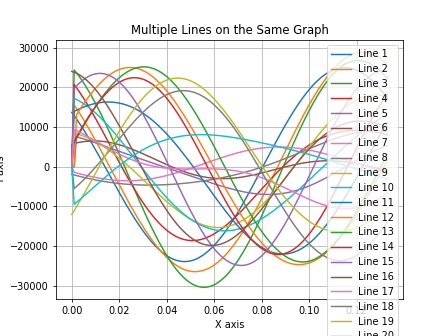 Multiple Lines on the Same Graph
30000
20000
10000
0
−10000
−20000
−30000
0.00
0.02
0.04
0.06
0.08
0.10
X axis
Line 1
Line 2
Line 3
Line 4
Line 5
Line 6
Line 7
Line 8
Line 9
Line 10
Line 11
Line 12
Line 13
Line 14
Line 15
Line 16
Line 17
Line 18
Line 19
Line 20